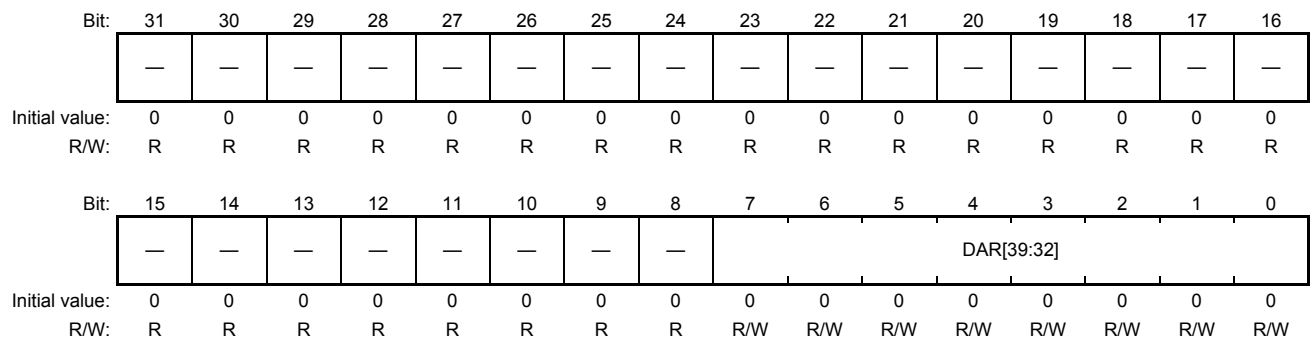 Bit: 31 30 29 28 27 26 25 24 23 22 21 20 19 18 17 16
— — — — — — — — — — — — — — — —
Initial value: 0 0 0 0 0 0 0 0 0 0 0 0 0 0 0 0
R/W: R R R R R R R R R R R R R R R R
Bit: 15 14 13 12 11 10 9 8 7 6 5 4 3 2 1 0
— — — — — — — — DAR[39:32]
Initial value: 0 0 0 0 0 0 0 0 0 0 0 0 0 0 0 0
R/W: R R R R R R R R R/W R/W R/W R/W R/W R/W R/W R/W